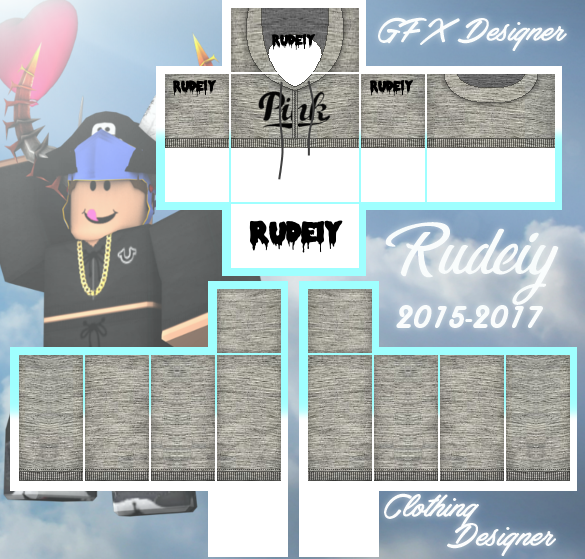 GFX Designer
RUDEIY
RUDEIY
Pink
RUDEIY
RUDEIY
Rudeiy
2015-2017
Clothing
Designer